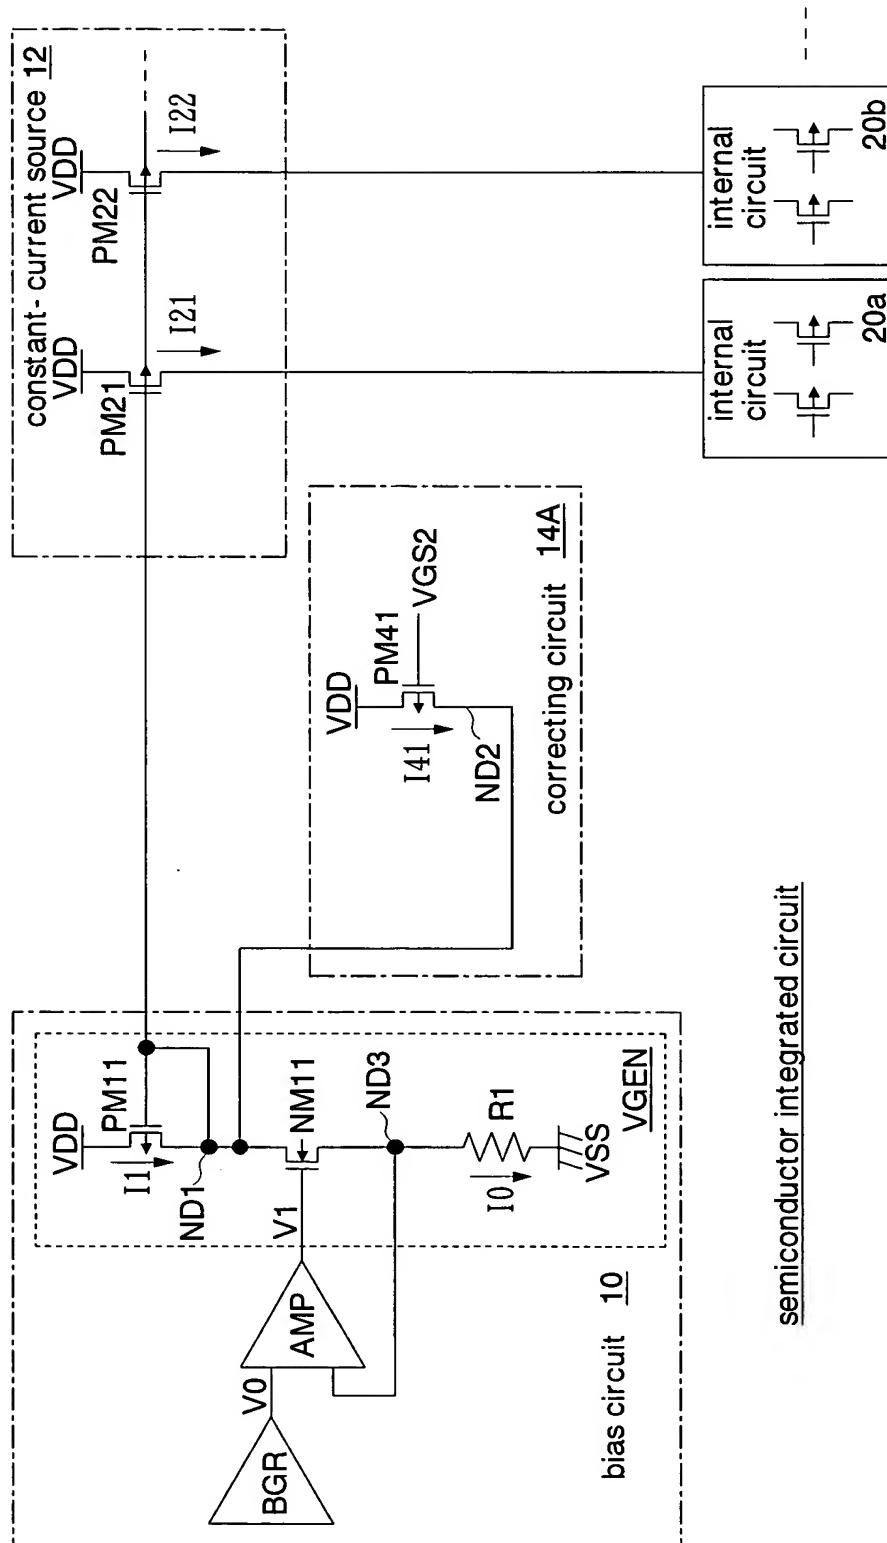 constant- current source 12
VDD
PM21
I21
VDD
PM22
I22
internal
circuit
20a
internal
circuit
20b
correcting circuit 14A
VDD
PM41
VGS2
I41
ND2
bias circuit 10
BGR
V0
AMP
V1
VDD
PM11
I1
ND1
NM11
ND3
R1
I0
VSS
VGEN
semiconductor integrated circuit